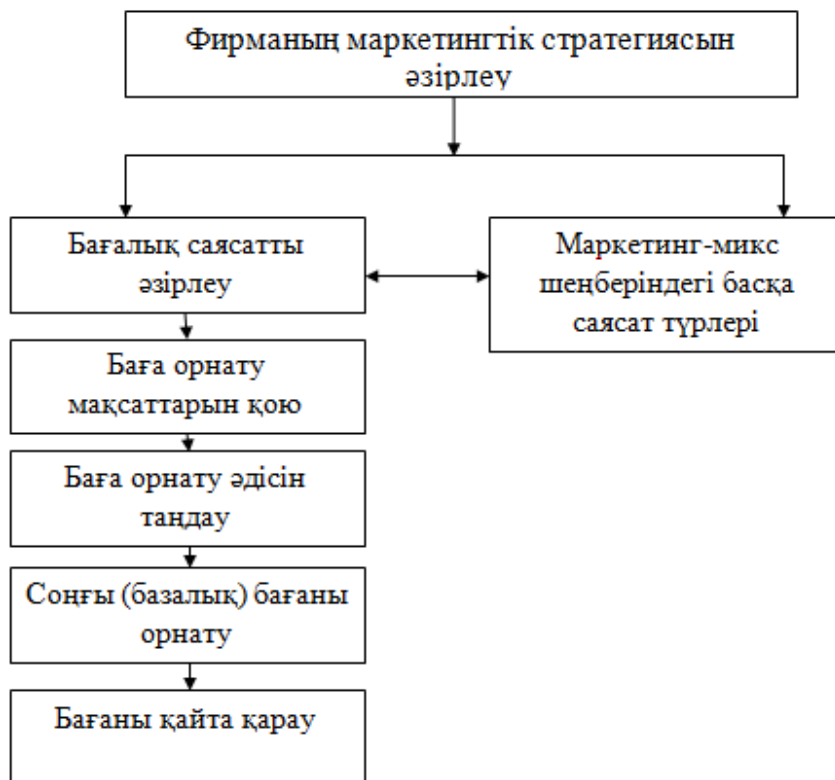 Фирманың маркетингтік стратегиясын
әзірлеу
Бағалық саясатты
әзірлеу
Маркетинг-микс
шеңберіндегі басқа
саясат түрлері
Баға орнату
мақсаттарын қою
Баға орнату әдісін
таңдау
Соңғы (базалық) бағаны
орнату
Бағаны қайта қарау